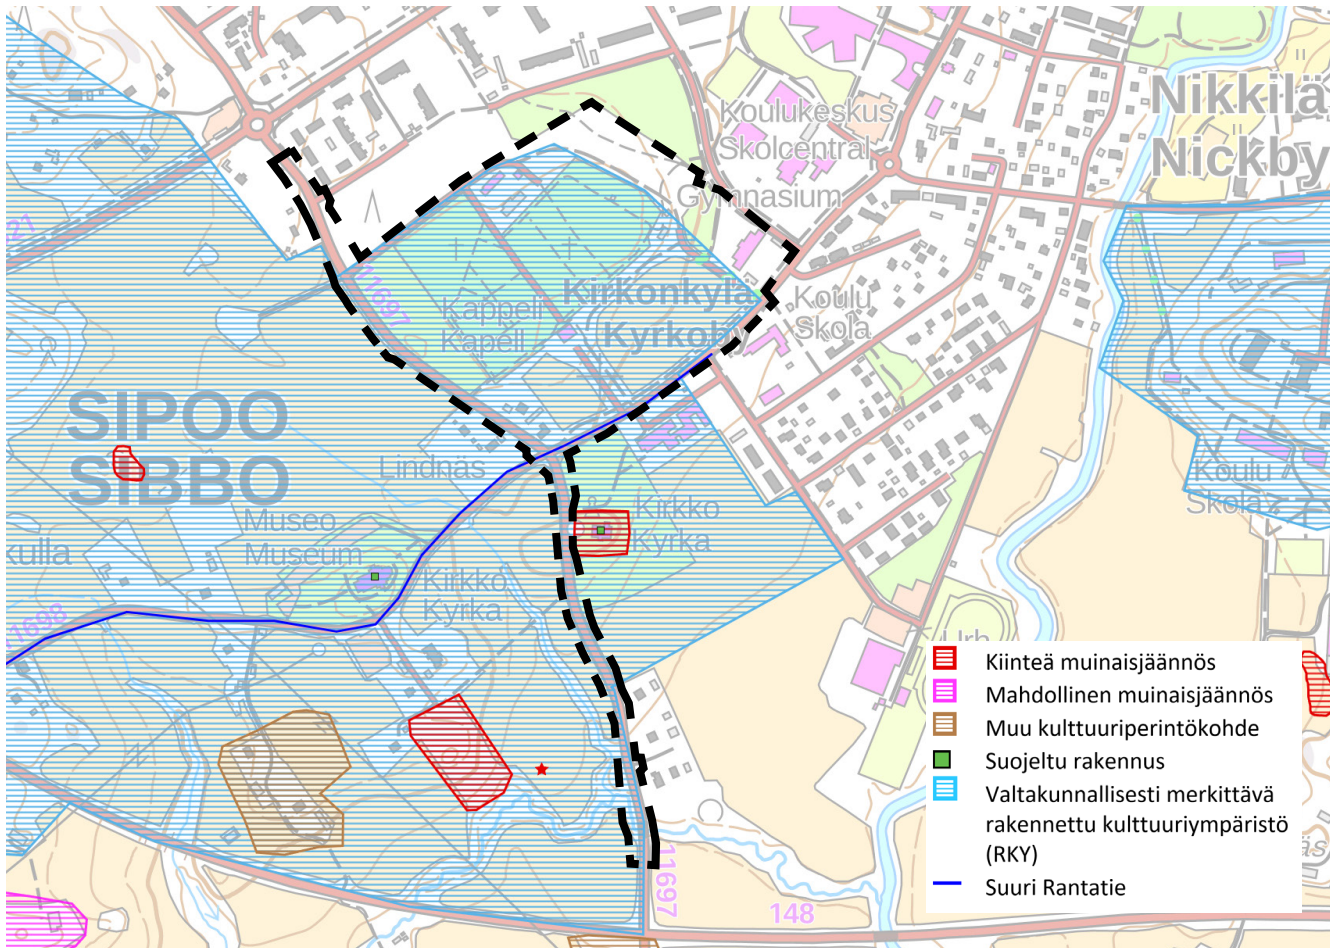 Nikkilä
Nickby
Koulukeskus
Skolcentral
Gymnasium
11697
Kappeli
Kapell
Kirkonkylä
Kyrkoby
Koulu
Skola
SIPOO
SIBBO
Lindnäs
Koulu
Skola
Museo
Museum
Kirkko
Kyrka
kulla
Kirkko
Kyrka
11698
Urh
11697
148
Kiinteä muinaisjäännös
Mahdollinen muinaisjäännös
Muu kulttuuriperintökohde
Suojeltu rakennus
Valtakunnallisesti merkittävä
rakennettu kulttuuriympäristö
(RKY)
Suuri Rantatie